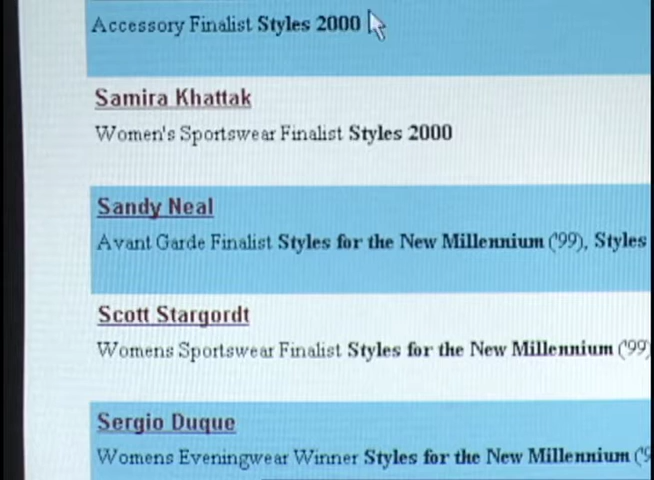 Accessory Finalist Styles 2000
Samira Khattak
Women's Sportswear Finalist Styles 2000
Sandy Neal
Avant Garde Finalist Styles for the New Millennium ('99), Styles
Scott Stargordt
Womens Sportswear Finalist Styles for the New Millennium ('99)
Sergio Duque
Womens Eveningwear Winner Styles for the New Millennium ('9